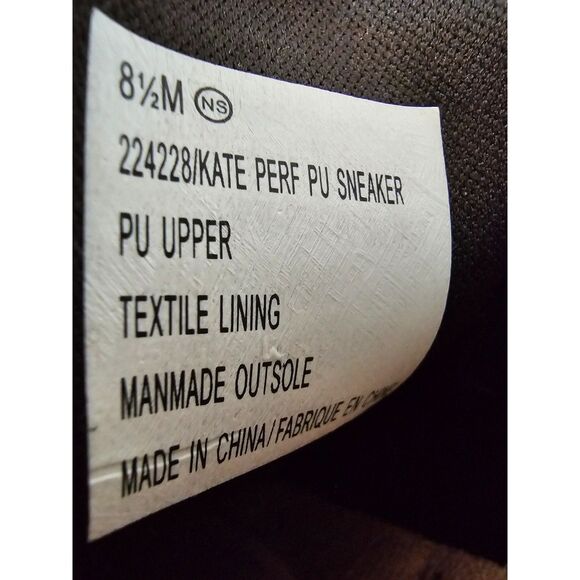 8½M NS
224228/KATE PERF PU SNEAKER
PU UPPER
TEXTILE LINING
MANMADE OUTSOLE
MADE IN CHINA/FABRIQUE EN CHINE